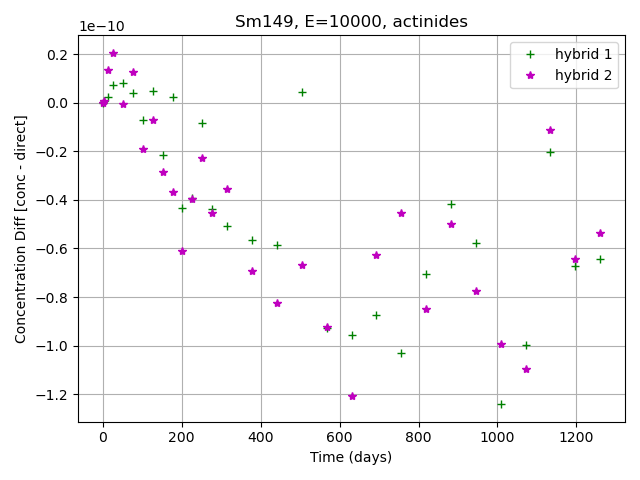 Sm149, E=10000, actinides
1e−10
0.2
0.0
−0.2
−0.4
−0.6
−0.8
−1.0
−1.2
Concentration Diff [conc - direct]
hybrid 1
hybrid 2
0 200 400 600 800 1000 1200
Time (days)